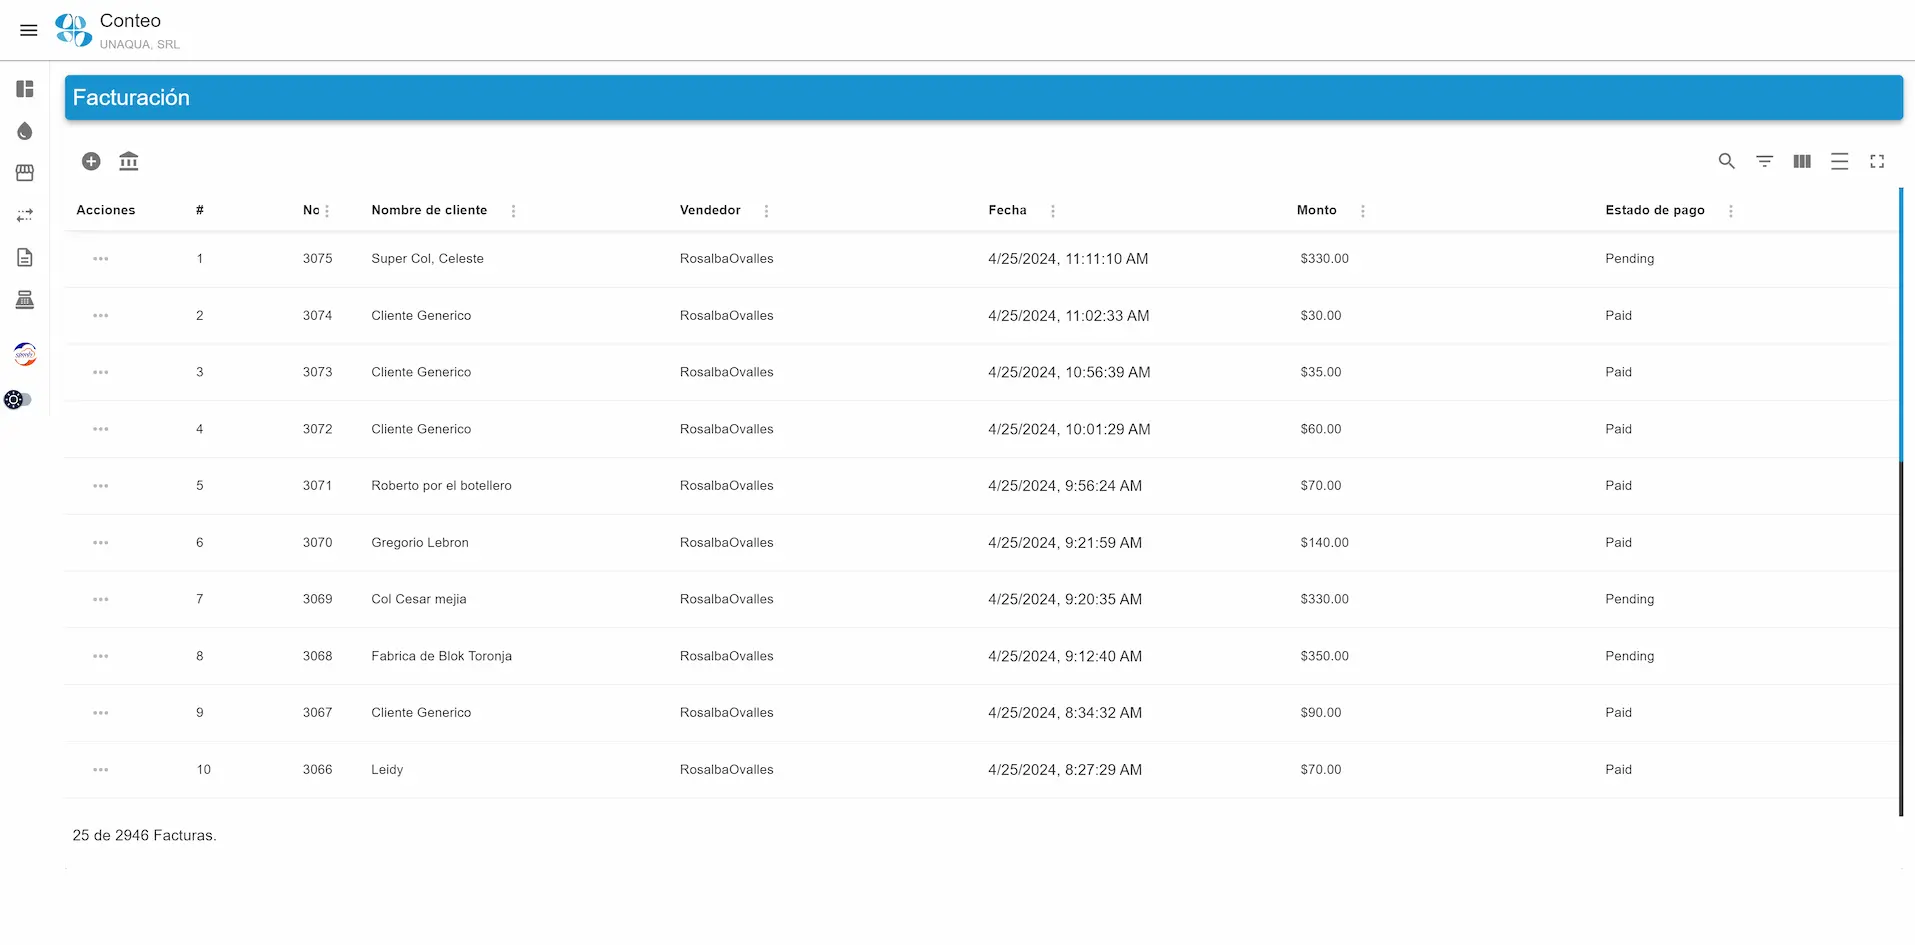 Conteo
UNAQUA, SRL
Facturación
Acciones # No Nombre de cliente Vendedor Fecha Monto Estado de pago
1 3075 Super Col, Celeste RosalbaOvalles 4/25/2024, 11:11:10 AM $330.00 Pending
2 3074 Cliente Generico RosalbaOvalles 4/25/2024, 11:02:33 AM $30.00 Paid
3 3073 Cliente Generico RosalbaOvalles 4/25/2024, 10:56:39 AM $35.00 Paid
4 3072 Cliente Generico RosalbaOvalles 4/25/2024, 10:01:29 AM $60.00 Paid
5 3071 Roberto por el botellero RosalbaOvalles 4/25/2024, 9:56:24 AM $70.00 Paid
6 3070 Gregorio Lebron RosalbaOvalles 4/25/2024, 9:21:59 AM $140.00 Paid
7 3069 Col Cesar mejia RosalbaOvalles 4/25/2024, 9:20:35 AM $330.00 Pending
8 3068 Fabrica de Blok Toronja RosalbaOvalles 4/25/2024, 9:12:40 AM $350.00 Pending
9 3067 Cliente Generico RosalbaOvalles 4/25/2024, 8:34:32 AM $90.00 Paid
10 3066 Leidy RosalbaOvalles 4/25/2024, 8:27:29 AM $70.00 Paid
25 de 2946 Facturas.